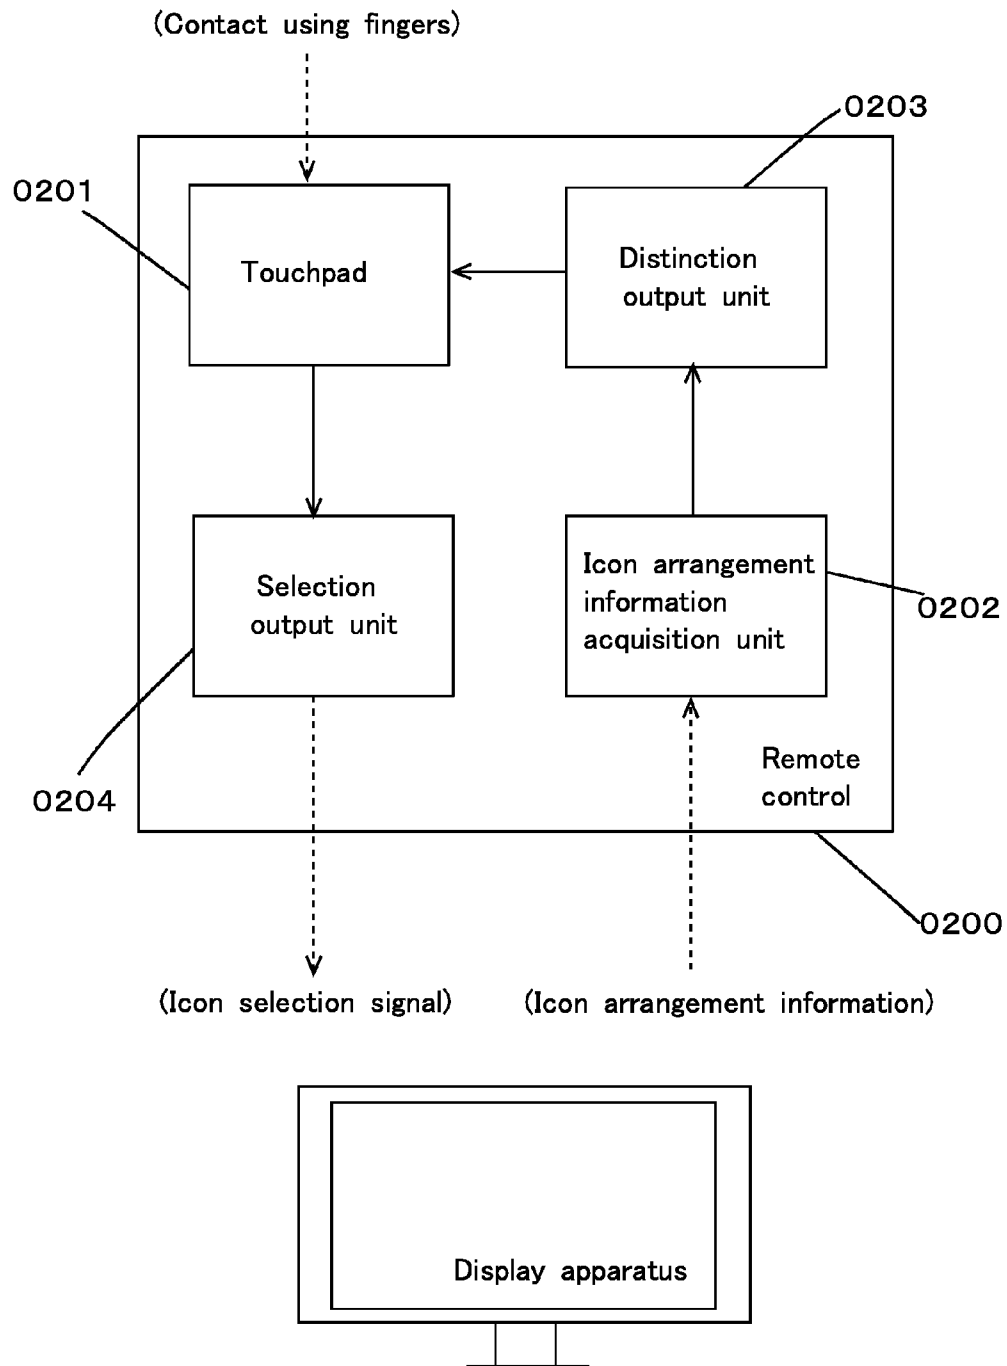 (Contact using fingers)
0203
0201
Touchpad
Distinction
output unit
Selection
output unit
Icon arrangement
information
acquisition unit
0202
0204
Remote
control
0200
(Icon selection signal)
(Icon arrangement information)
Display apparatus